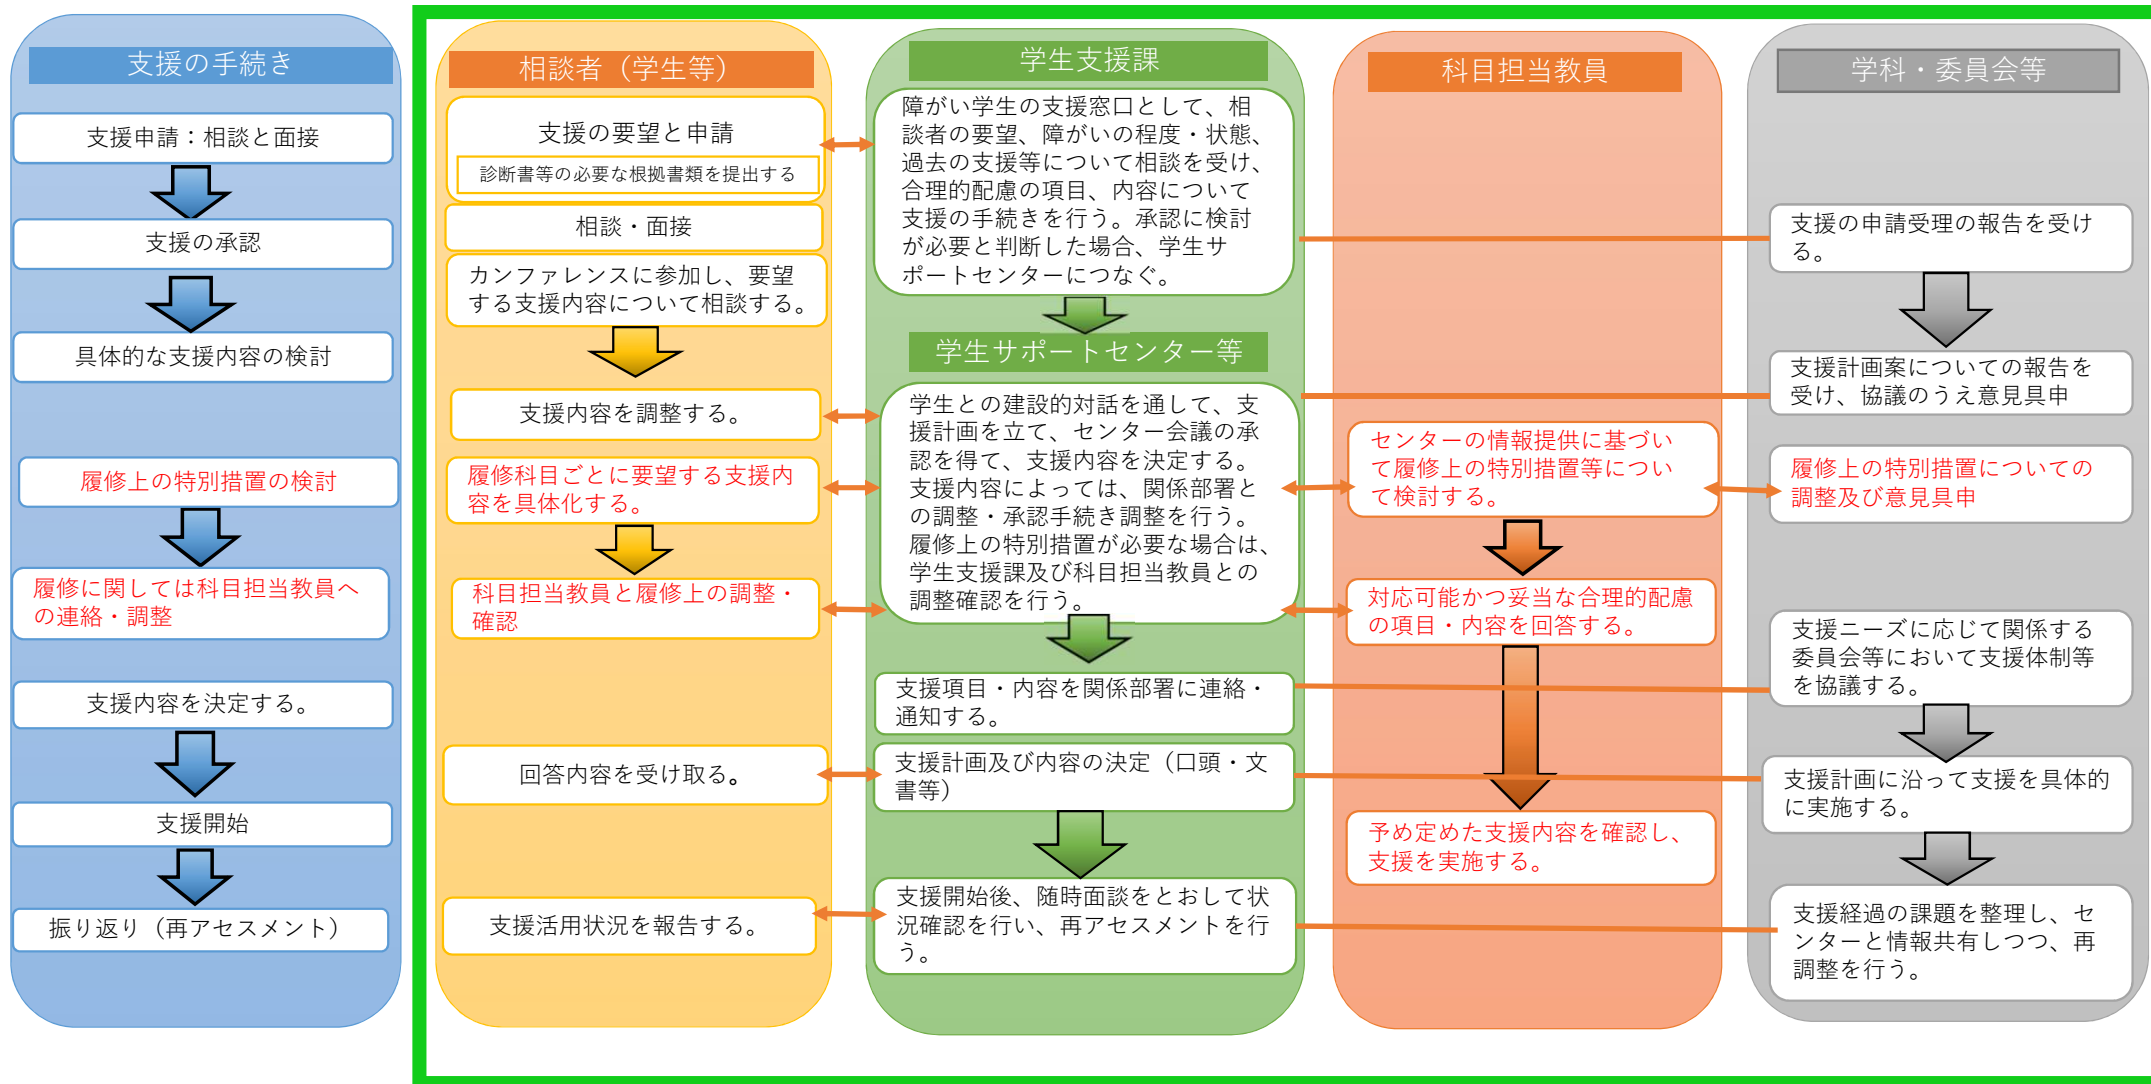 支援の手続き
支援申請：相談と面接
支援の承認
具体的な支援内容の検討
履修上の特別措置の検討
履修に関しては科目担当教員へ
の連絡・調整
支援内容を決定する。
支援開始
振り返り（再アセスメント）
相談者（学生等）
支援の要望と申請
診断書等の必要な根拠書類を提出する
相談・面接
カンファレンスに参加し、要望
する支援内容について相談する。
支援内容を調整する。
履修科目ごとに要望する支援内
容を具体化する。
科目担当教員と履修上の調整・
確認
回答内容を受け取る。
支援活用状況を報告する。
学生支援課
障がい学生の支援窓口として、相
談者の要望、障がいの程度・状態、
過去の支援等について相談を受け、
合理的配慮の項目、内容について
支援の手続きを行う。承認に検討
が必要と判断した場合、学生サ
ポートセンターにつなぐ。
学生サポートセンター等
学生との建設的対話を通して、支
援計画を立て、センター会議の承
認を得て、支援内容を決定する。
支援内容によっては、関係部署と
の調整・承認手続き調整を行う。
履修上の特別措置が必要な場合は、
学生支援課及び科目担当教員との
調整確認を行う。
支援項目・内容を関係部署に連絡・
通知する。
支援計画及び内容の決定（口頭・文
書等）
支援開始後、随時面談をとおして状
況確認を行い、再アセスメントを行
う。
科目担当教員
センターの情報提供に基づい
て履修上の特別措置等につい
て検討する。
対応可能かつ妥当な合理的配慮
の項目・内容を回答する。
予め定めた支援内容を確認し、
支援を実施する。
学科・委員会等
支援の申請受理の報告を受け
る。
支援計画案についての報告を
受け、協議のうえ意見具申
履修上の特別措置についての
調整及び意見具申
支援ニーズに応じて関係する
委員会等において支援体制等
を協議する。
支援計画に沿って支援を具体的
に実施する。
支援経過の課題を整理し、セ
ンターと情報共有しつつ、再
調整を行う。